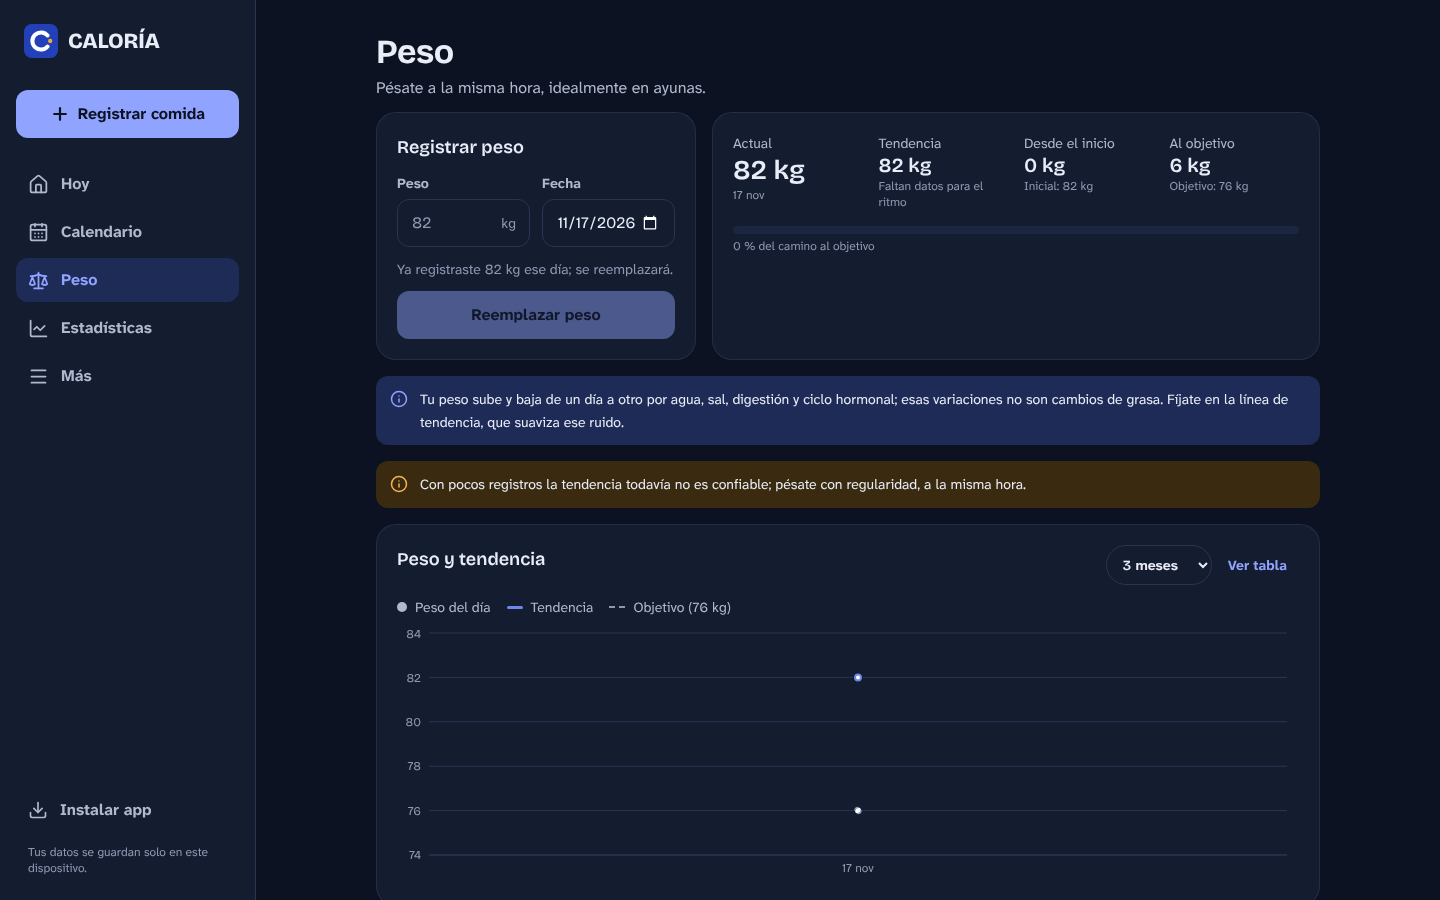 CALORÍA
Registrar comida
Hoy
Calendario
Peso
Estadísticas
Más
Instalar app
Tus datos se guardan solo en este
dispositivo.
Peso
Pésate a la misma hora, idealmente en ayunas.
Registrar peso
Peso
Fecha
82
kg
11/17/2026
Ya registraste 82 kg ese día; se reemplazará.
Reemplazar peso
Actual
82 kg
17 nov
Tendencia
82 kg
Faltan datos para el
ritmo
Desde el inicio
0 kg
Inicial: 82 kg
Al objetivo
6 kg
Objetivo: 76 kg
0 % del camino al objetivo
Tu peso sube y baja de un día a otro por agua, sal, digestión y ciclo hormonal; esas variaciones no son cambios de grasa. Fíjate en la línea de
tendencia, que suaviza ese ruido.
Con pocos registros la tendencia todavía no es confiable; pésate con regularidad, a la misma hora.
Peso y tendencia
3 meses
Ver tabla
Peso del día
Tendencia
Objetivo (76 kg)
84
82
80
78
76
74
17 nov